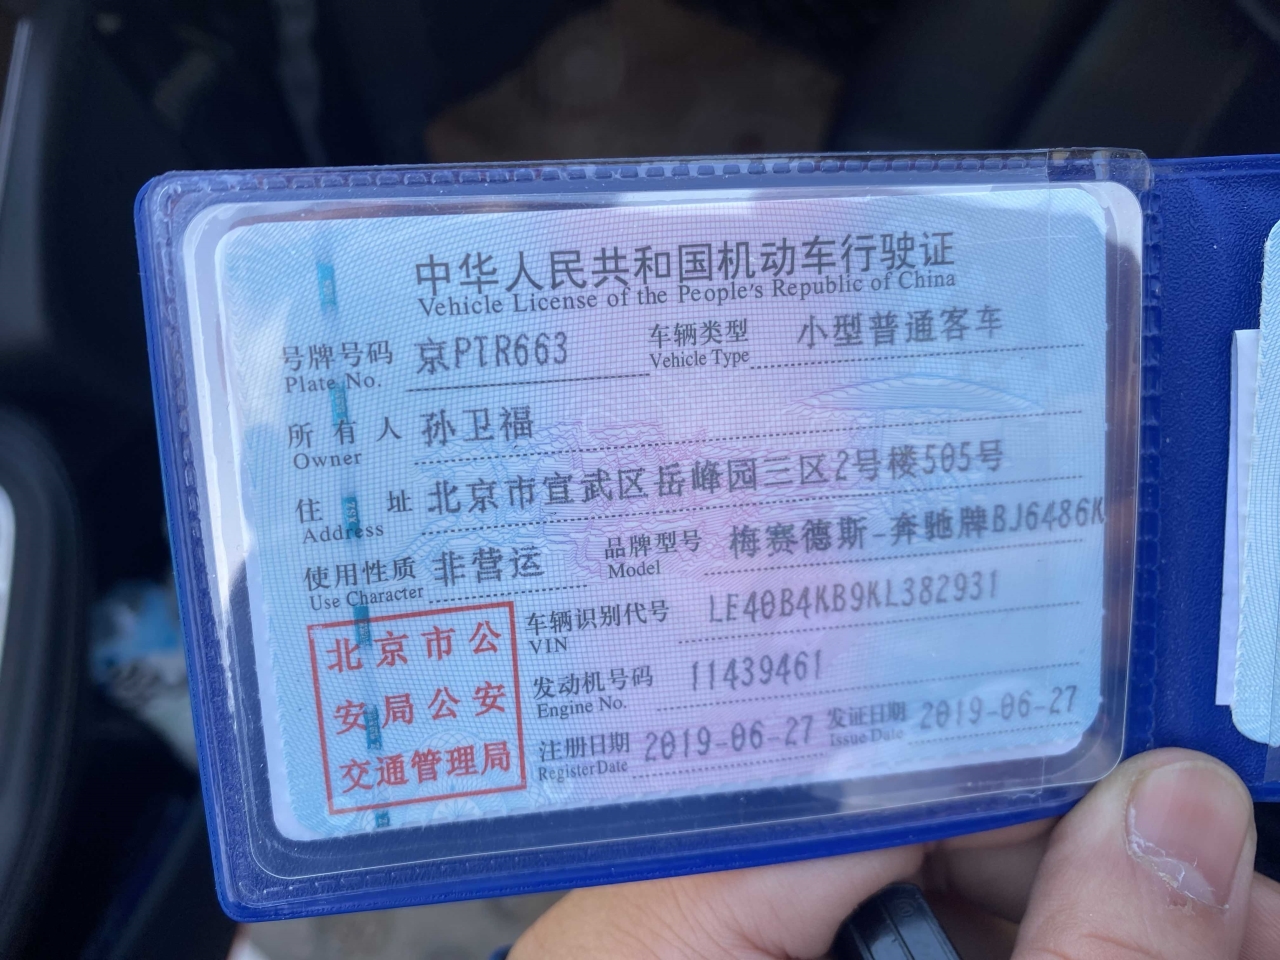 中华人民共和国机动车行驶证
Vehicle License of the People's Republic of China
号牌号码 京PTR663 车辆类型 小型普通客车
Plate No. Vehicle Type
所有人 孙卫福
Owner
住址 北京市宣武区岳峰园三区2号楼505号
Address
使用性质 非营运 品牌型号 梅赛德斯-奔驰牌BJ6486K
Use Character Model
车辆识别代号 LE40B4KB9KL382931
VIN
发动机号码 11439461
Engine No.
注册日期 2019-06-27 发证日期 2019-06-27
Register Date Issue Date
北京市公
安局公安
交通管理局